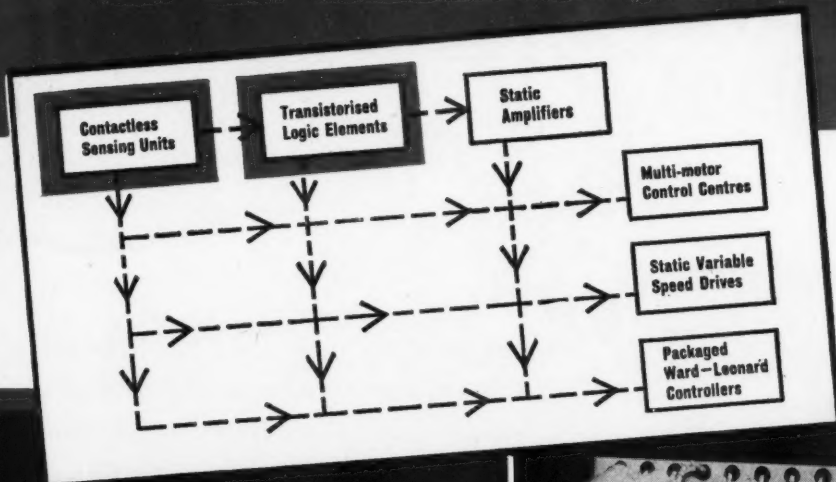 Contactless
Sensing Units
Transistorised
Logic Elements
Static
Amplifiers
Multi-motor
Control Centres
Static Variable
Speed Drives
Packaged
Ward-Leonard
Controllers